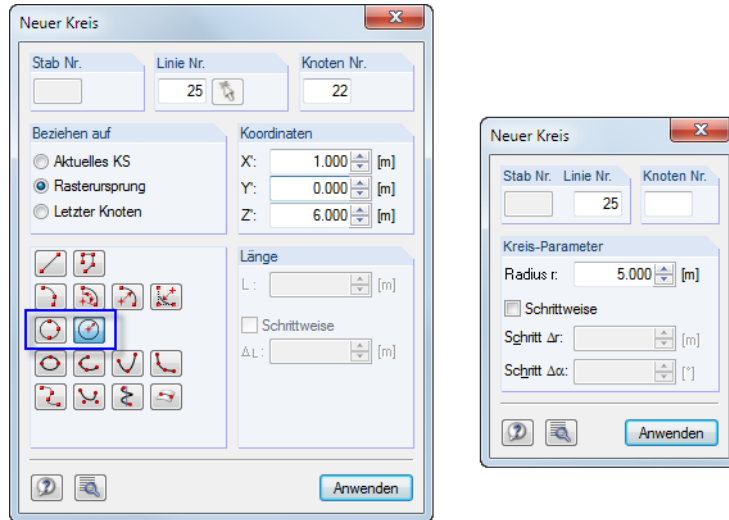 Neuer Kreis
Stab Nr.
Linie Nr.
Knoten Nr.
25
22
Beziehen auf
Aktuelles KS
Rasterursprung
Letzter Knoten
Koordinaten
X': 1.000 [m]
Y': 0.000 [m]
Z': 6.000 [m]
Länge
L : [m]
Schrittweise
ΔL : [m]
Anwenden
Neuer Kreis
Stab Nr. Linie Nr.
Knoten Nr.
25
Kreis-Parameter
Radius r: 5.000 [m]
Schrittweise
Schritt Δr: [m]
Schritt Δα: [°]
Anwenden